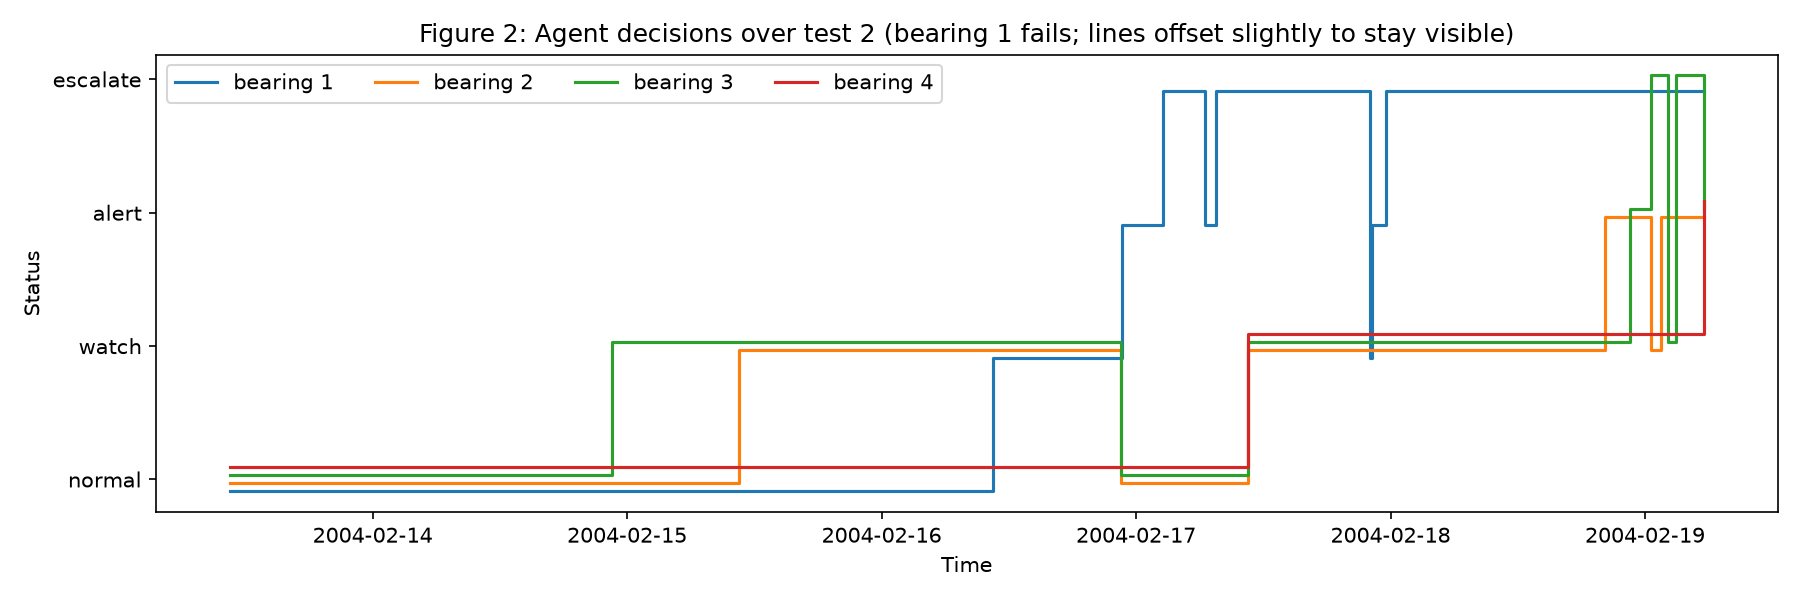 Figure 2: Agent decisions over test 2 (bearing 1 fails; lines offset slightly to stay visible)
bearing 1 bearing 2 bearing 3 bearing 4
escalate
alert
watch
normal
Status
2004-02-14 2004-02-15 2004-02-16 2004-02-17 2004-02-18 2004-02-19
Time